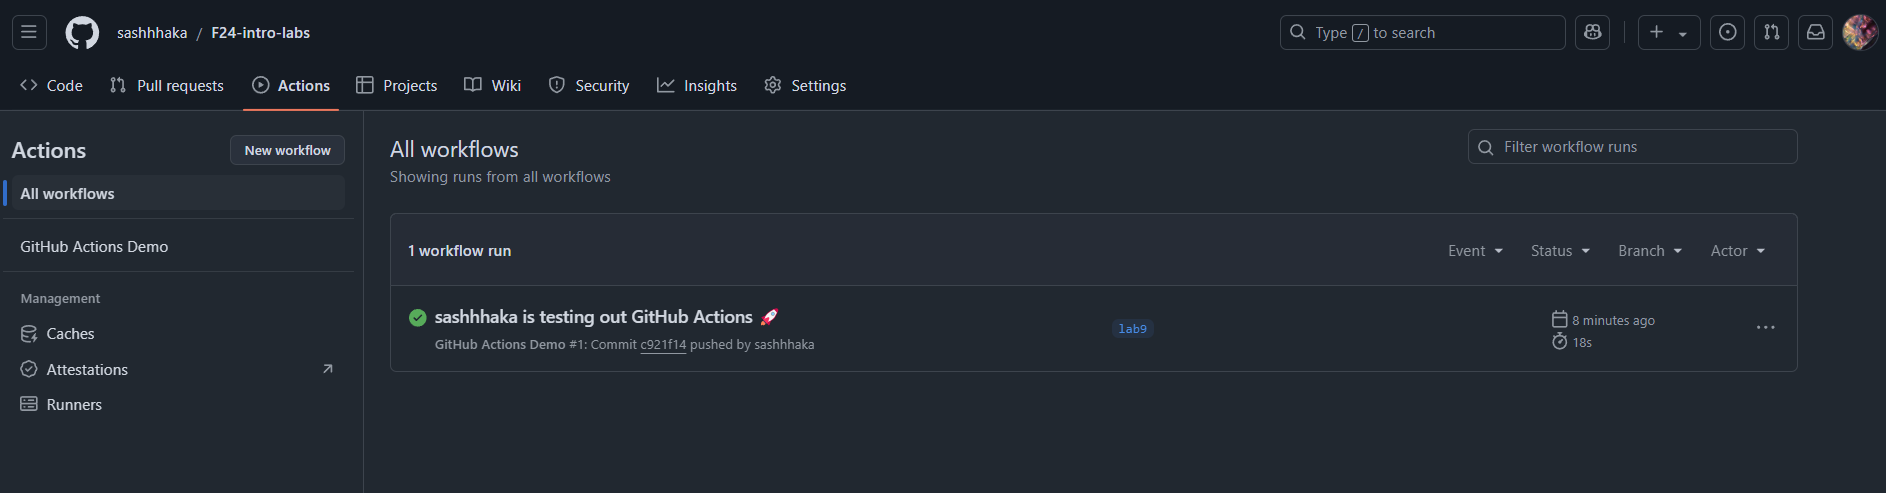 sashhhaka / F24-intro-labs
Type / to search
Code Pull requests Actions Projects Wiki Security Insights Settings
Actions
New workflow
All workflows
GitHub Actions Demo
Management
Caches
Attestations
Runners
All workflows
Showing runs from all workflows
Filter workflow runs
1 workflow run
Event Status Branch Actor
sashhhaka is testing out GitHub Actions 🚀
GitHub Actions Demo #1: Commit c921f14 pushed by sashhhaka
lab9
8 minutes ago
18s